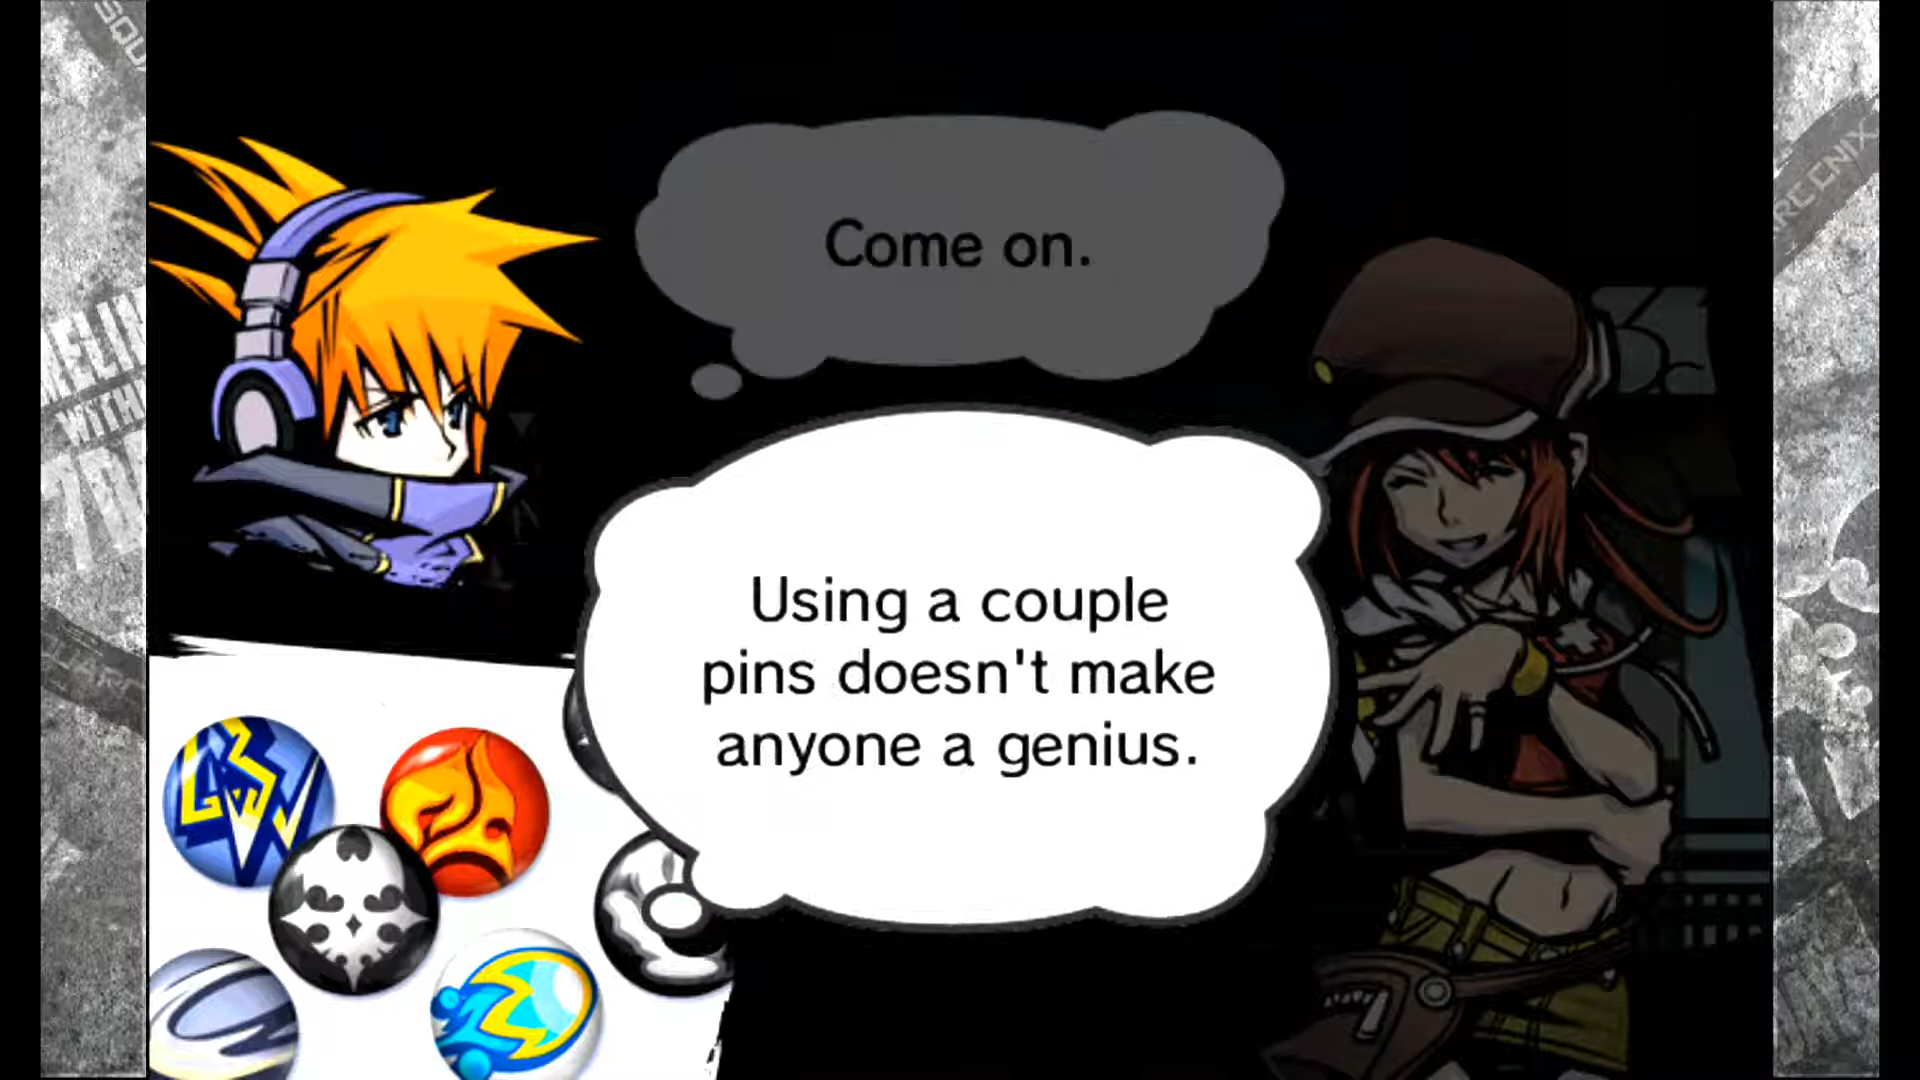 Come on.
Using a couple
pins doesn't make
anyone a genius.